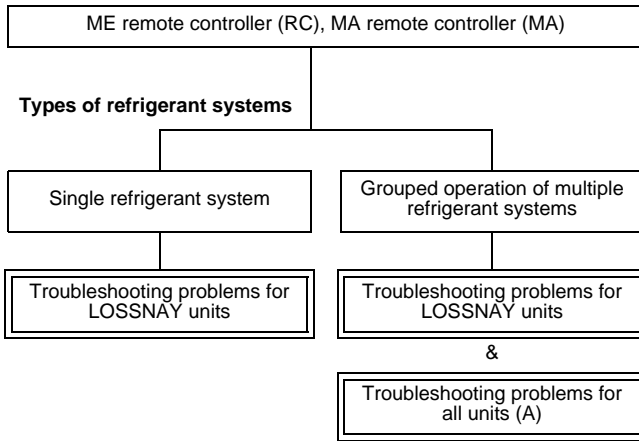 ME remote controller (RC), MA remote controller (MA)
Types of refrigerant systems
Single refrigerant system
Grouped operation of multiple
refrigerant systems
Troubleshooting problems for
LOSSNAY units
Troubleshooting problems for
LOSSNAY units
&
Troubleshooting problems for
all units (A)